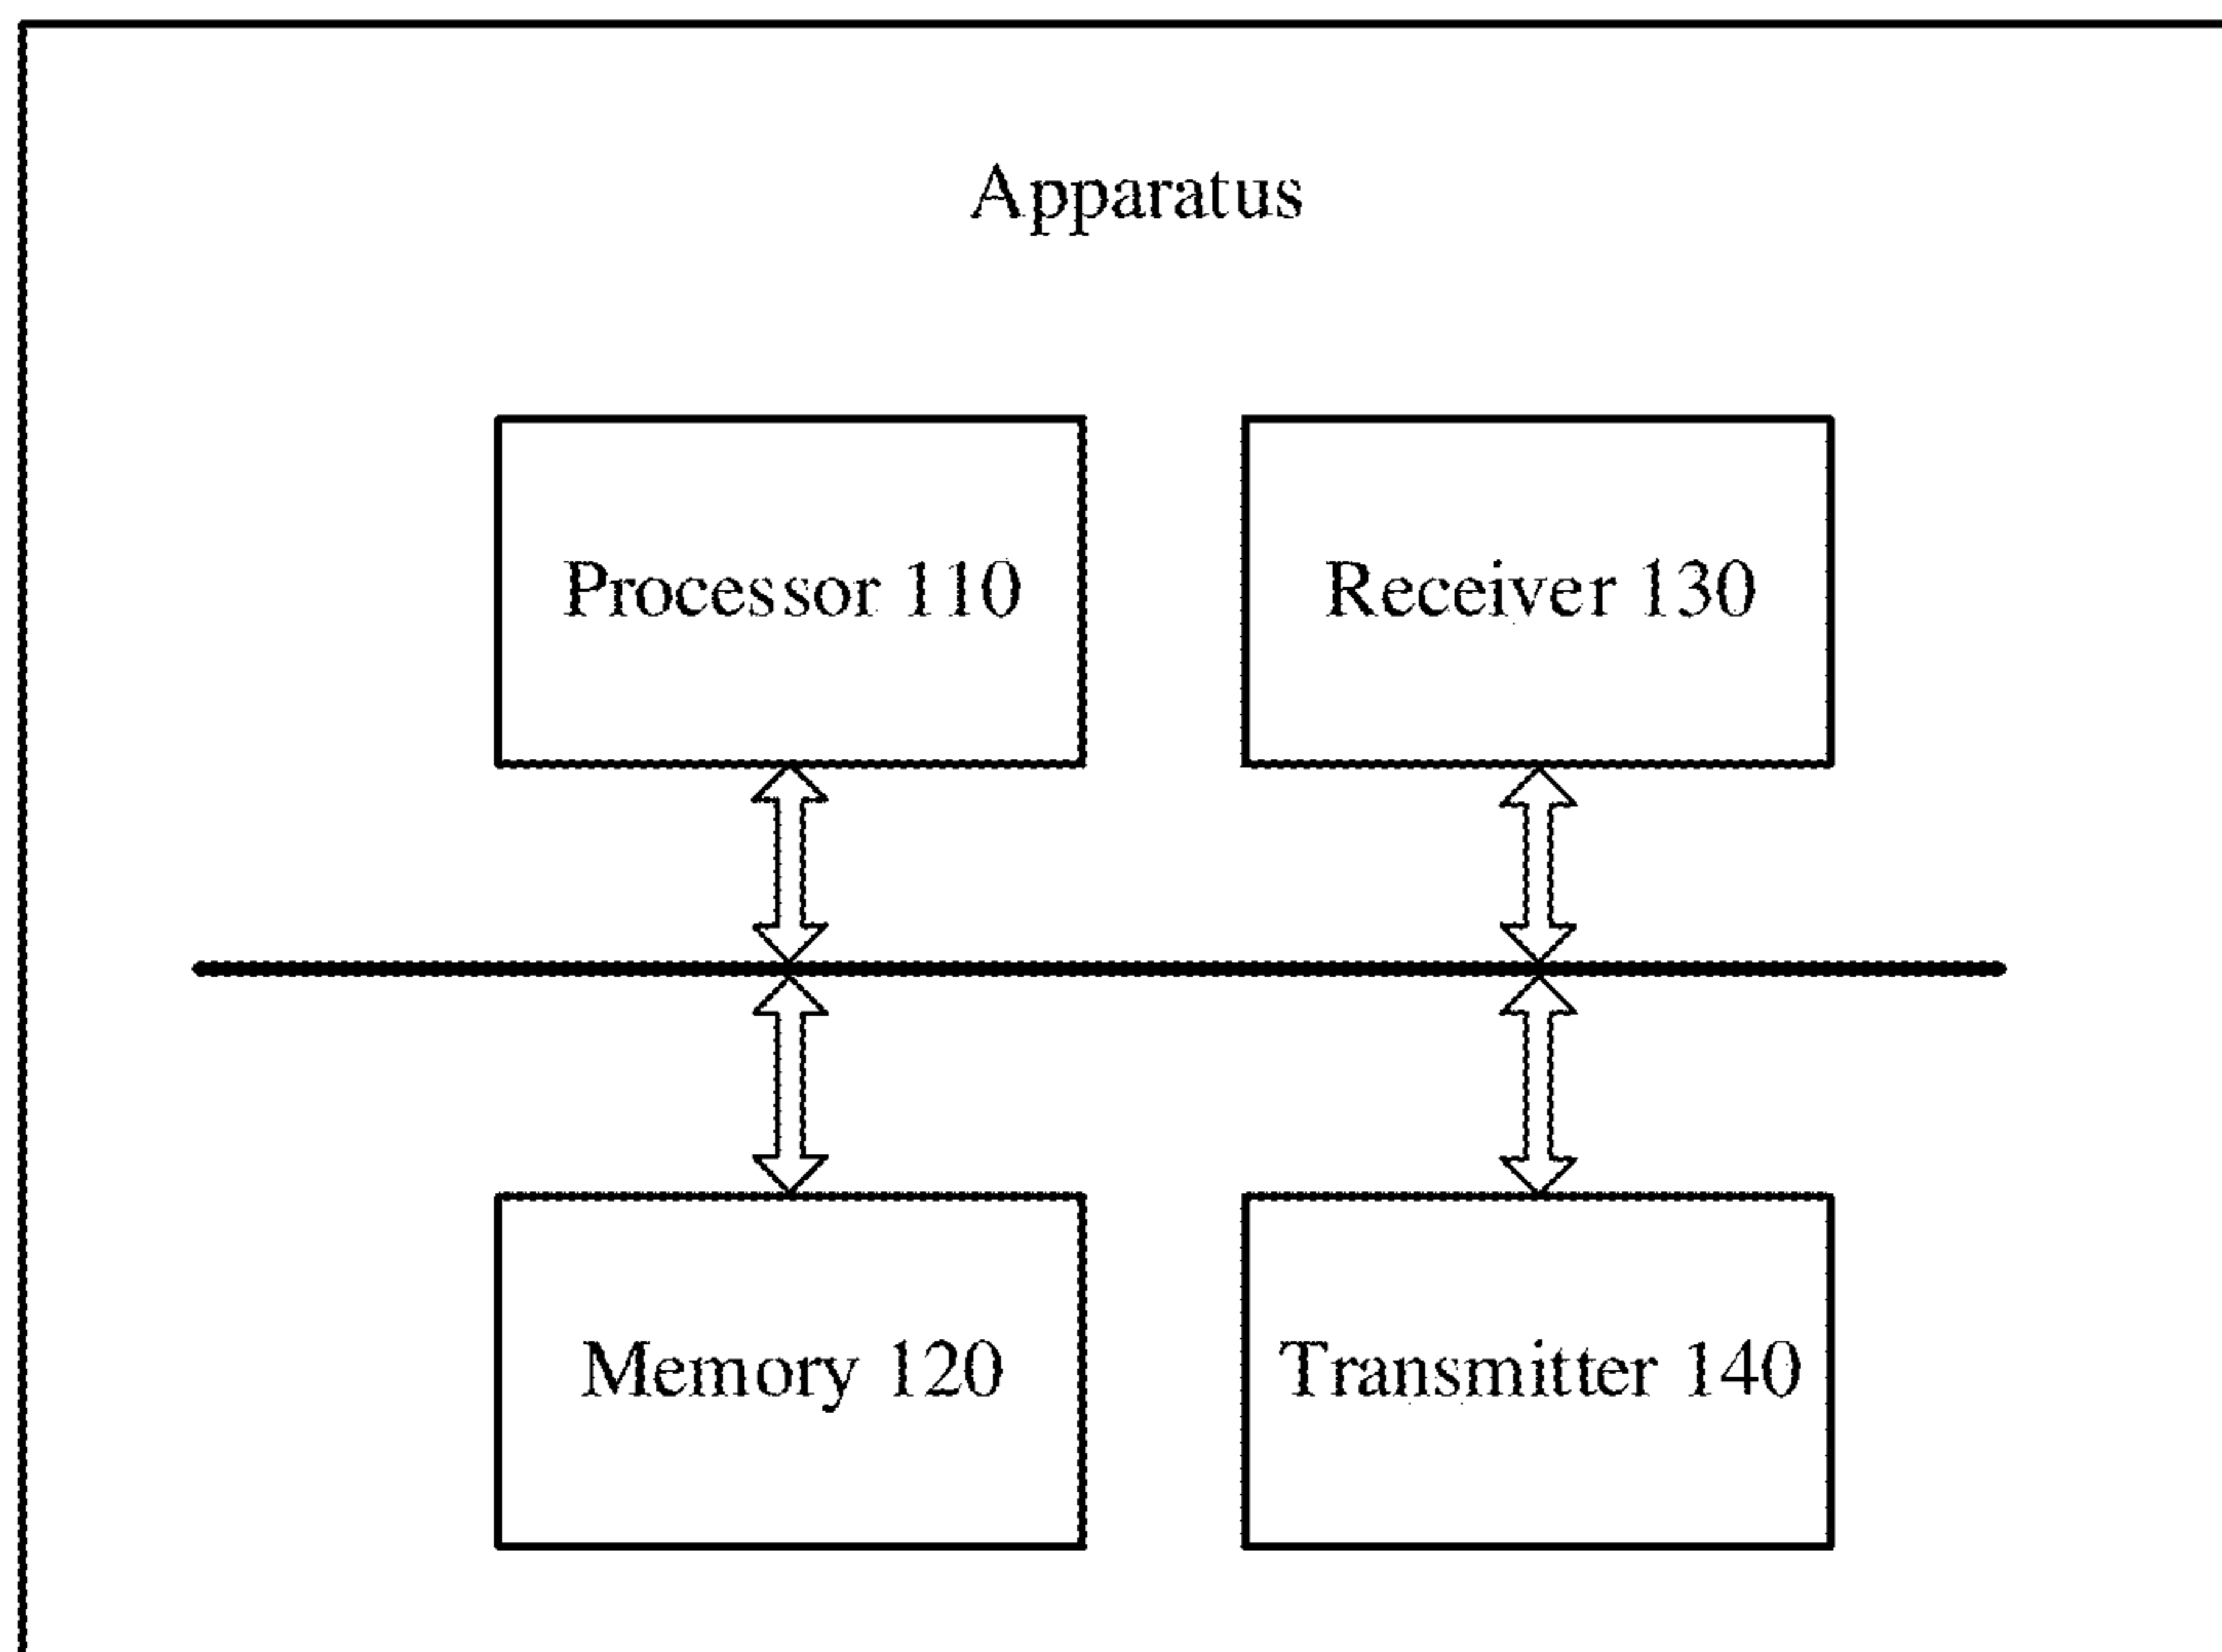 Apparatus
Processor 110
Receiver 130
Memory 120
Transmitter 140